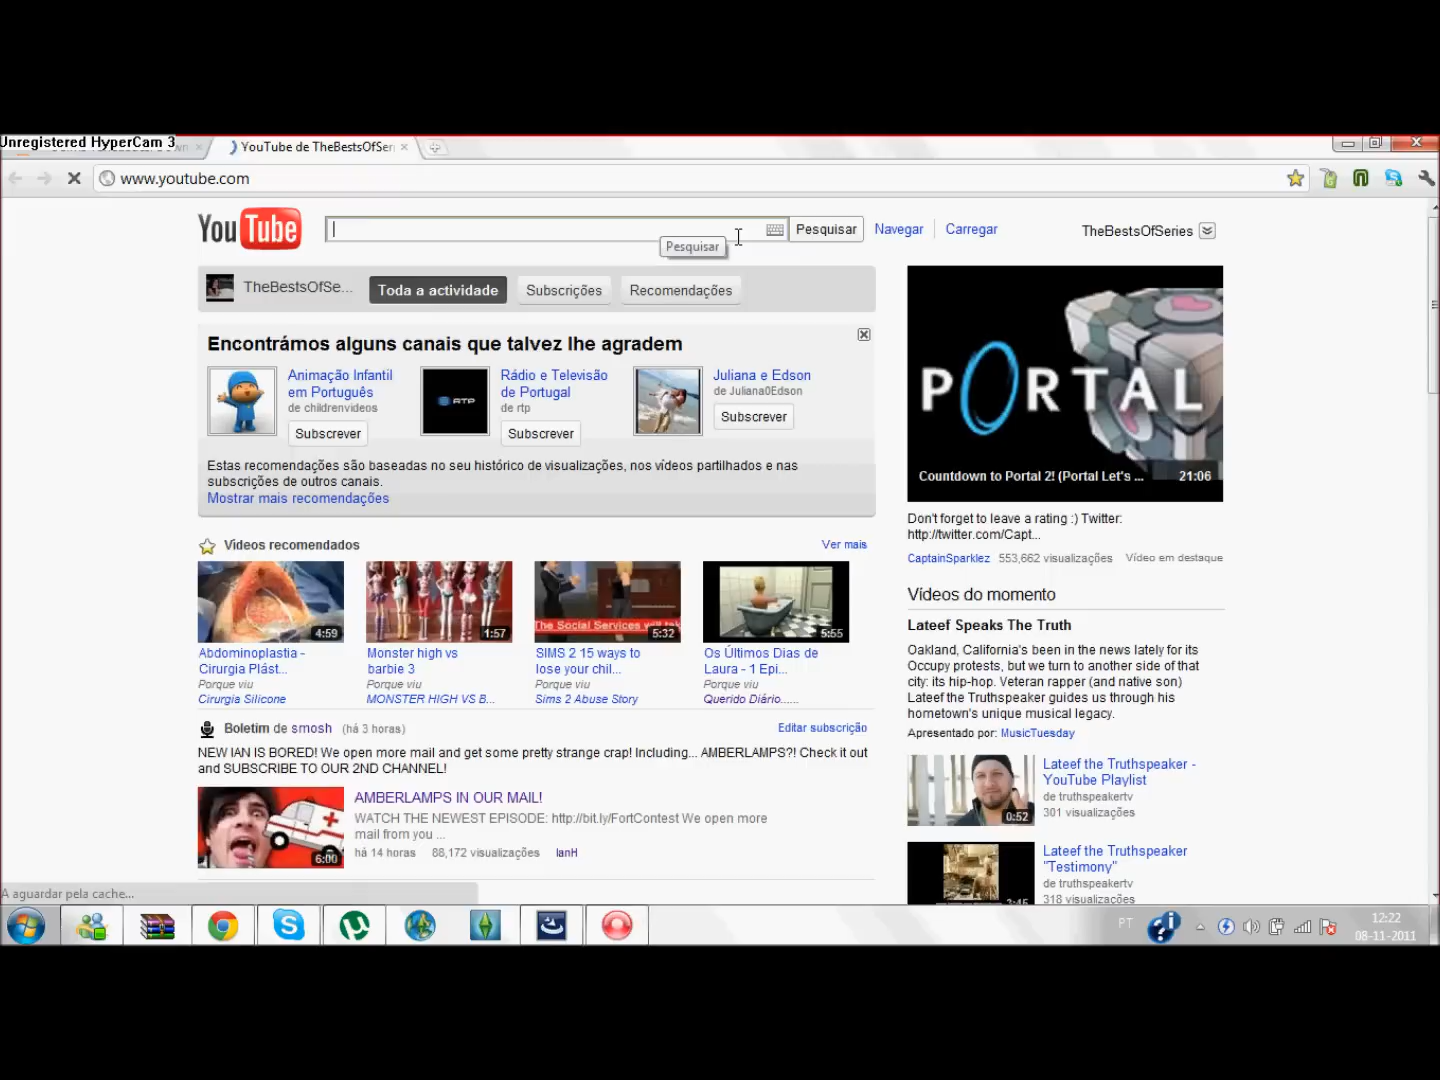 Unregistered HyperCam 3
YouTube de TheBestsOfSer
www.youtube.com
YouTube
Pesquisar
Navegar
Carregar
TheBestsOfSeries
Pesquisar
TheBestsOfSe...
Toda a actividade
Subscrições
Recomendações
Encontrámos alguns canais que talvez lhe agradem
Animação Infantil
em Português
de childrenvideos
Subscrever
RTP
Rádio e Televisão
de Portugal
de rtp
Subscrever
Juliana e Edson
de Juliana0Edson
Subscrever
Estas recomendações são baseadas no seu histórico de visualizações, nos vídeos partilhados e nas
subscrições de outros canais.
Mostrar mais recomendações
Videos recomendados
Ver mais
4:59
Abdominoplastia -
Cirurgia Plást...
Porque viu
Cirurgia Silicone
1:57
Monster high vs
barbie 3
Porque viu
MONSTER HIGH VS B...
The Social Services will tak
5:32
SIMS 2 15 ways to
lose your chil...
Porque viu
Sims 2 Abuse Story
5:55
Os Últimos Dias de
Laura - 1 Epi...
Porque viu
Querido Diário......
Boletim de smosh (há 3 horas)
Editar subscrição
NEW IAN IS BORED! We open more mail and get some pretty strange crap! Including... AMBERLAMPS?! Check it out
and SUBSCRIBE TO OUR 2ND CHANNEL!
6:00
AMBERLAMPS IN OUR MAIL!
WATCH THE NEWEST EPISODE: http://bit.ly/FortContest We open more
mail from you ...
há 14 horas 88,172 visualizações IanH
PORTAL
Countdown to Portal 2! (Portal Let's ...
21:06
Don't forget to leave a rating :) Twitter:
http://twitter.com/Capt...
CaptainSparklez 553,662 visualizações Vídeo em destaque
Vídeos do momento
Lateef Speaks The Truth
Oakland, California's been in the news lately for its
Occupy protests, but we turn to another side of that
city: its hip-hop. Veteran rapper (and native son)
Lateef the Truthspeaker guides us through his
hometown's unique musical legacy.
Apresentado por: MusicTuesday
0:52
Lateef the Truthspeaker -
YouTube Playlist
de truthspeakertv
301 visualizações
Lateef the Truthspeaker
"Testimony"
de truthspeakertv
318 visualizações
A aguardar pela cache...
PT
12:22
08-11-2011